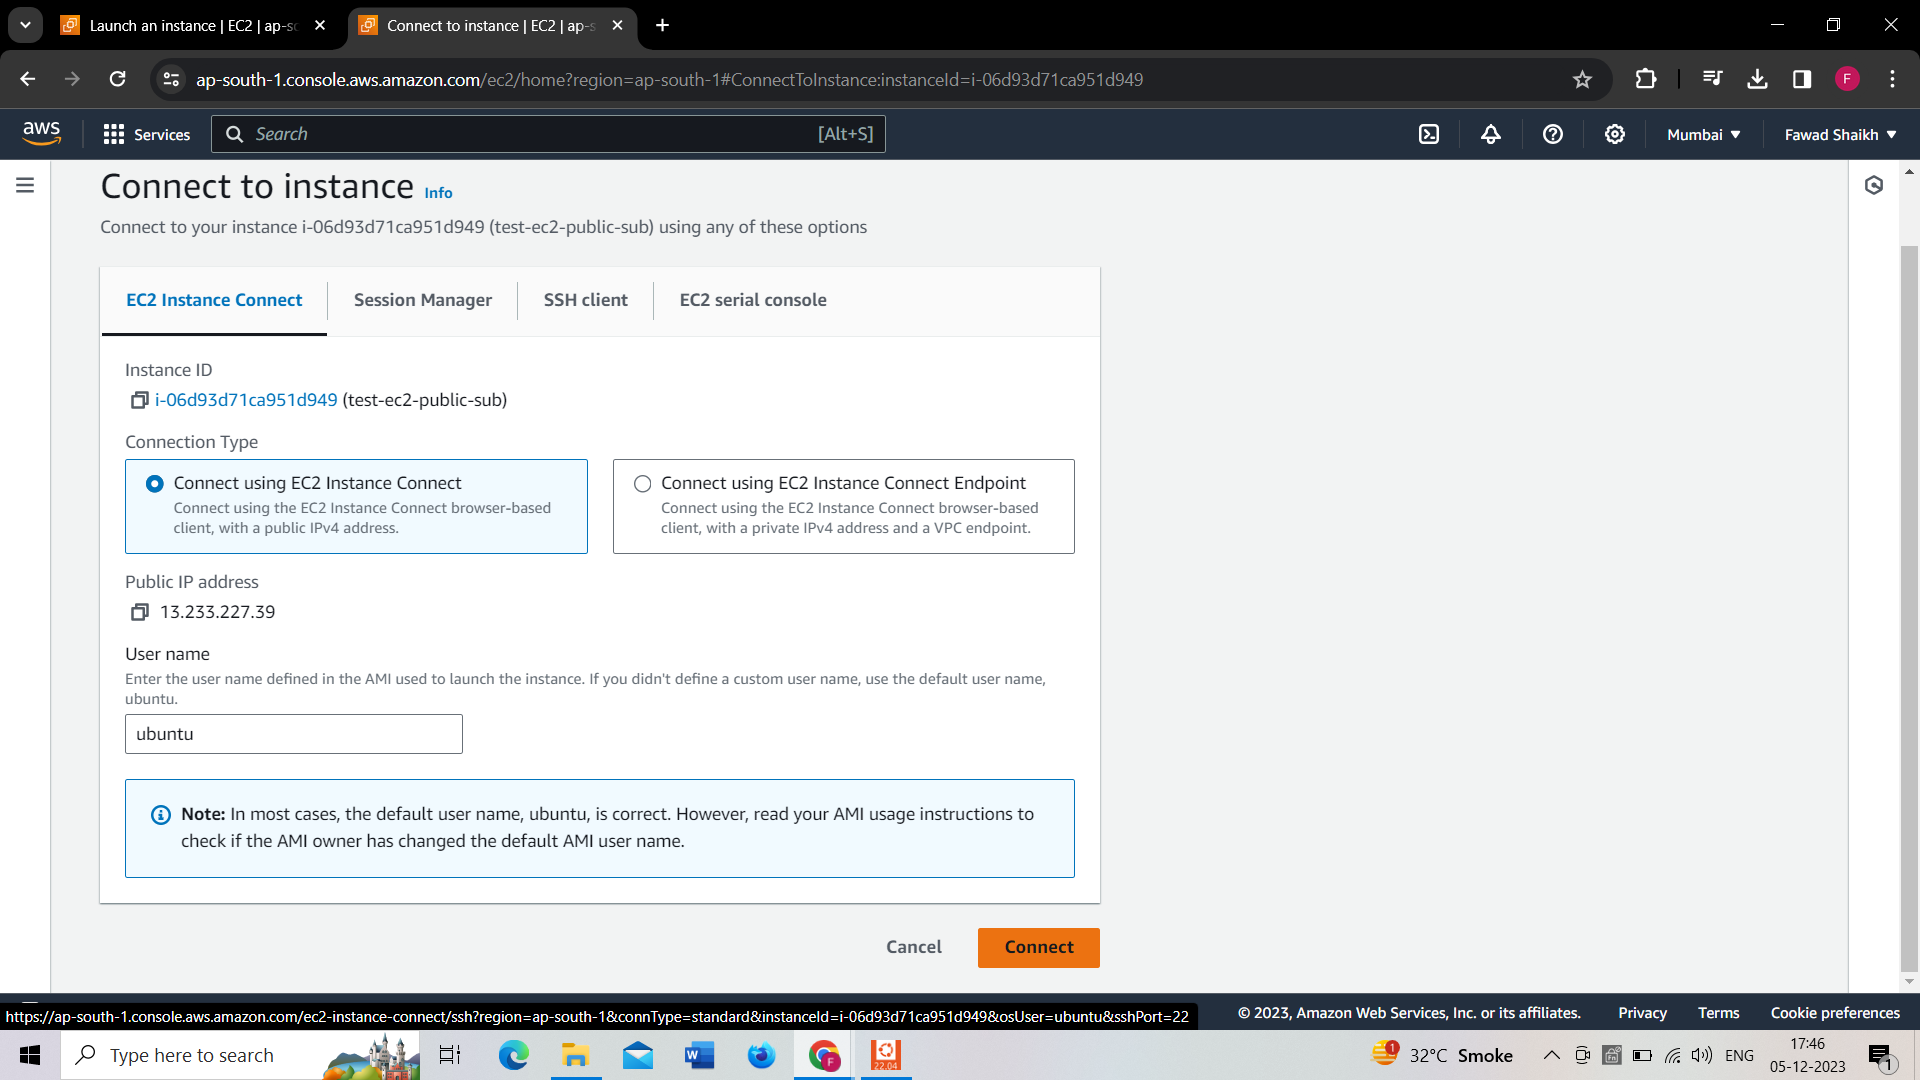 Launch an instance | EC2 | ap-so
Connect to instance | EC2 | ap-s
ap-south-1.console.aws.amazon.com/ec2/home?region=ap-south-1#ConnectToInstance:instanceId=i-06d93d71ca951d949
F
aws
Services
Search
[Alt+S]
Mumbai
Fawad Shaikh
Connect to instance Info
Connect to your instance i-06d93d71ca951d949 (test-ec2-public-sub) using any of these options
EC2 Instance Connect
Session Manager
SSH client
EC2 serial console
Instance ID
i-06d93d71ca951d949 (test-ec2-public-sub)
Connection Type
Connect using EC2 Instance Connect
Connect using the EC2 Instance Connect browser-based
client, with a public IPv4 address.
Connect using EC2 Instance Connect Endpoint
Connect using the EC2 Instance Connect browser-based
client, with a private IPv4 address and a VPC endpoint.
Public IP address
13.233.227.39
User name
Enter the user name defined in the AMI used to launch the instance. If you didn't define a custom user name, use the default user name,
ubuntu.
ubuntu
Note: In most cases, the default user name, ubuntu, is correct. However, read your AMI usage instructions to
check if the AMI owner has changed the default AMI user name.
Cancel
Connect
https://ap-south-1.console.aws.amazon.com/ec2-instance-connect/ssh?region=ap-south-1&connType=standard&instanceId=i-06d93d71ca951d949&osUser=ubuntu&sshPort=22
© 2023, Amazon Web Services, Inc. or its affiliates.
Privacy
Terms
Cookie preferences
Type here to search
W
F
22.04
1
32°C Smoke
ENG
17:46
05-12-2023
1